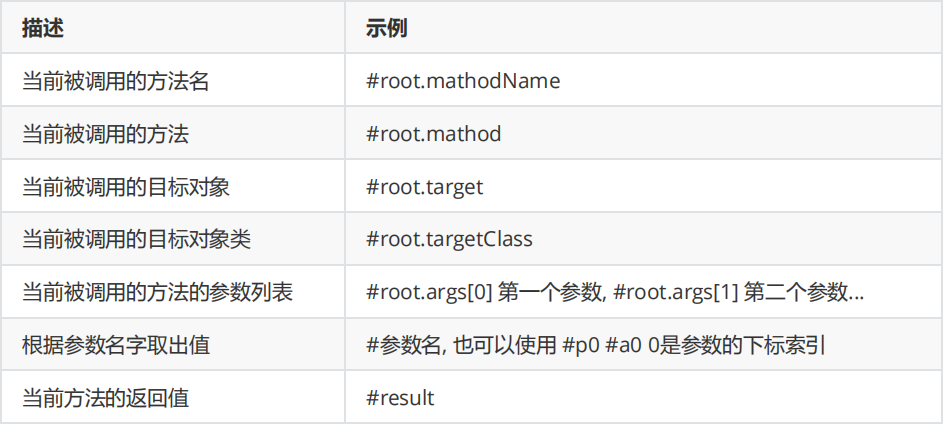 描述 示例
当前被调用的方法名 #root.mathodName
当前被调用的方法 #root.mathod
当前被调用的目标对象 #root.target
当前被调用的目标对象类 #root.targetClass
当前被调用的方法的参数列表 #root.args[0] 第一个参数, #root.args[1] 第二个参数...
根据参数名字取出值 #参数名, 也可以使用 #p0 #a0 0是参数的下标索引
当前方法的返回值 #result